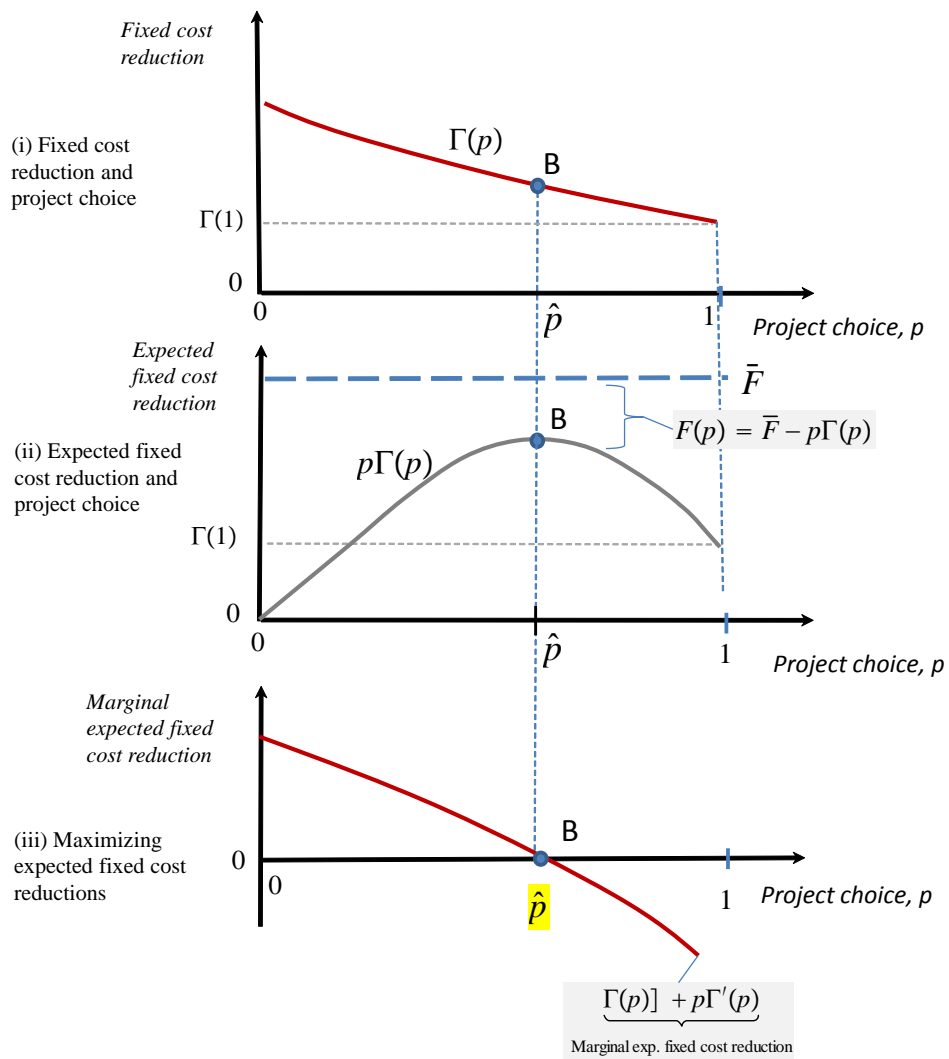 Fixed cost
reduction
(i) Fixed cost
reduction and
project choice
Γ(p)
B
Γ(1)
0
0
p̂
1
Project choice, p
Expected
fixed cost
reduction
F̄
B
F(p) = F̄ − pΓ(p)
(ii) Expected fixed
cost reduction and
project choice
pΓ(p)
Γ(1)
0
0
p̂
1
Project choice, p
Marginal
expected fixed
cost reduction
(iii) Maximizing
expected fixed cost
reductions
B
0
0
p̂
1
Project choice, p
Γ(p)] + pΓ′(p)
Marginal exp. fixed cost reduction